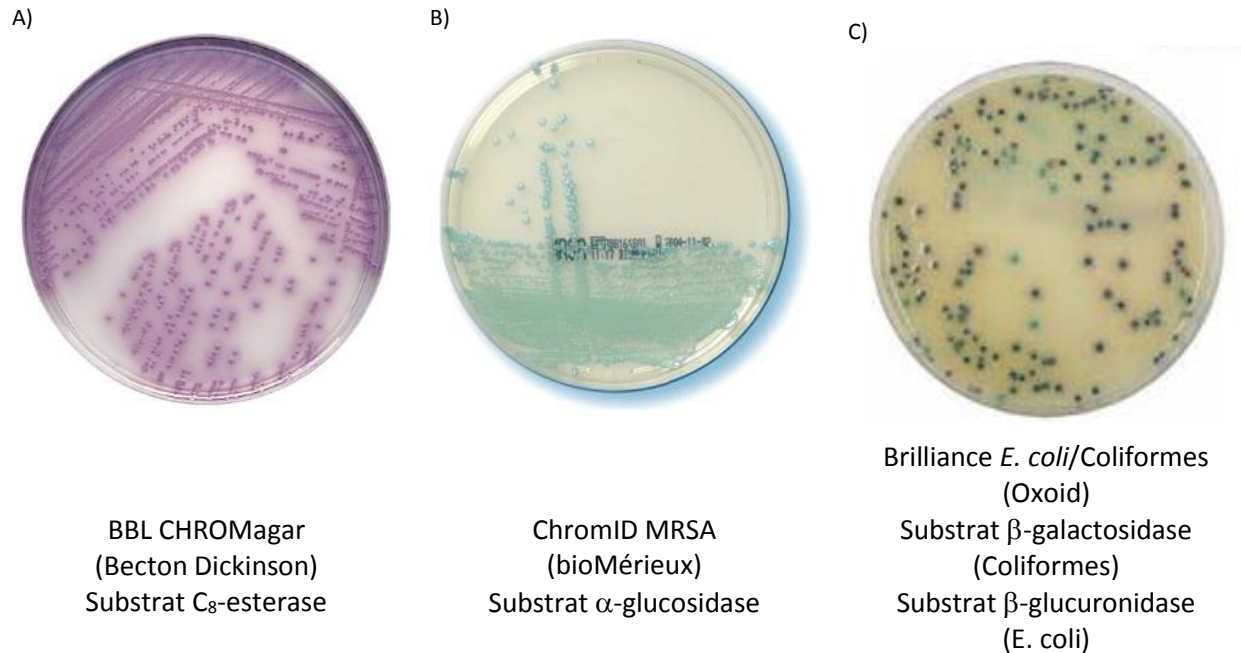 A)
B)
C)
BBL CHROMagar
(Becton Dickinson)
Substrat C₈-esterase
ChromID MRSA
(bioMérieux)
Substrat α-glucosidase
Brilliance E. coli/Coliformes
(Oxoid)
Substrat β-galactosidase
(Coliformes)
Substrat β-glucuronidase
(E. coli)